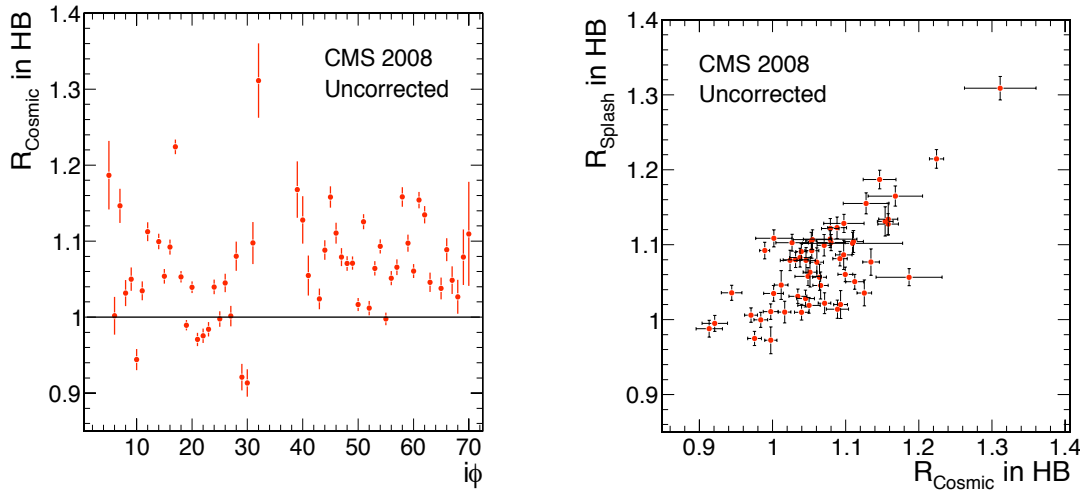 R_Cosmic in HB
1.4
1.3
1.2
1.1
1
0.9
CMS 2008
Uncorrected
10 20 30 40 50 60 70
iϕ
R_Splash in HB
1.4
1.3
1.2
1.1
1
0.9
CMS 2008
Uncorrected
0.9 1 1.1 1.2 1.3 1.4
R_Cosmic in HB